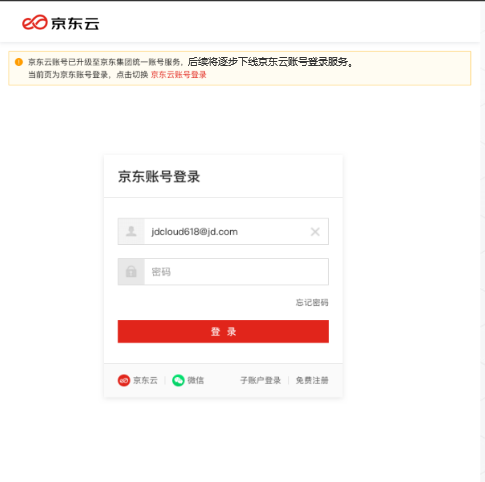 京东云
京东云账号已升级至京东集团统一账号服务，后续将逐步下线京东云账号登录服务。
当前页为京东账号登录，点击切换 京东云账号登录
京东账号登录
jdcloud618@jd.com
密码
忘记密码
登 录
京东云 微信 子账户登录 免费注册